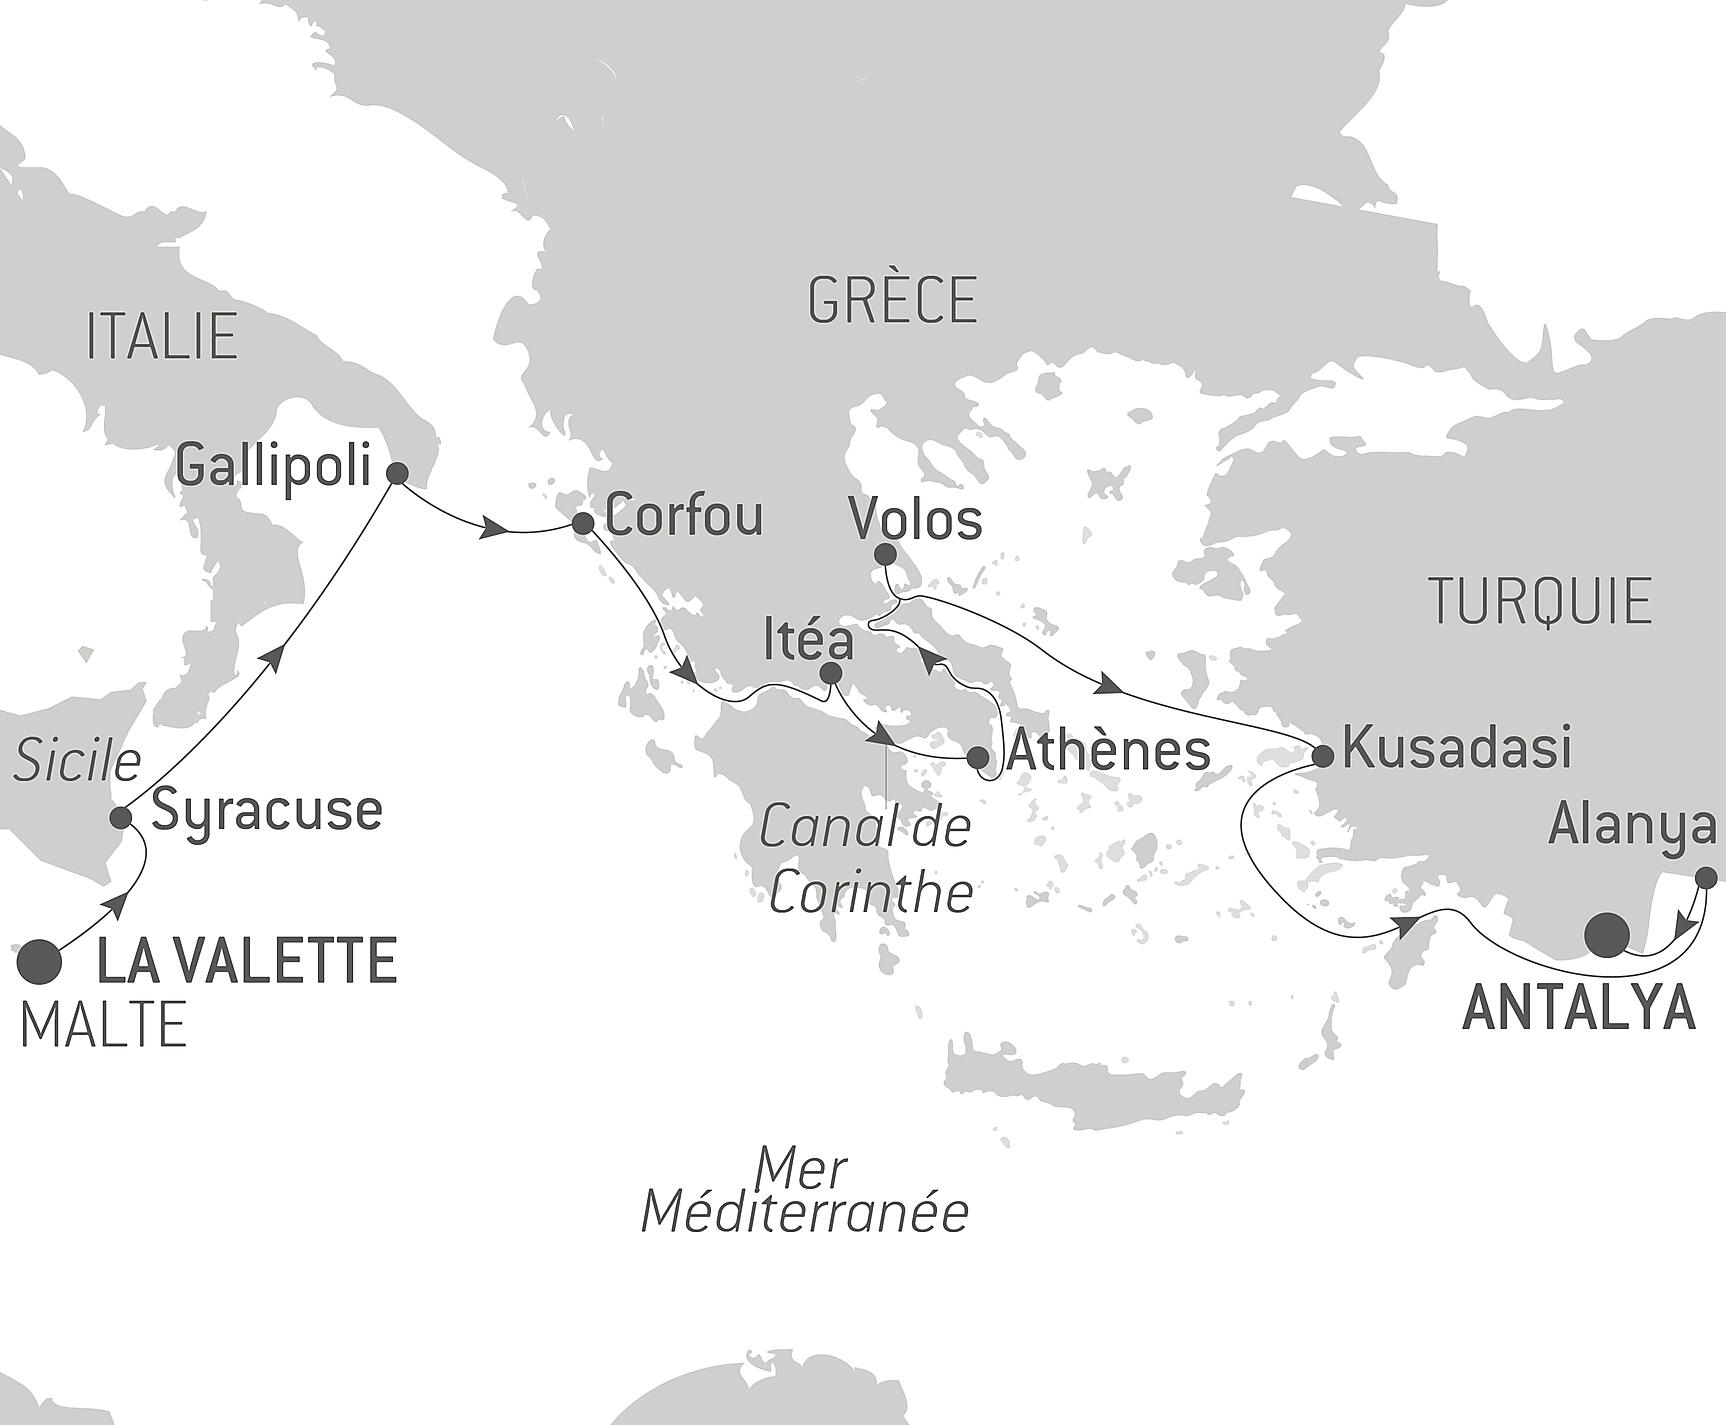 GRÈCE
ITALIE
Gallipoli
Corfou
Volos
TURQUIE
Itéa
Sicile
Athènes
Kusadasi
Syracuse
Canal de
Corinthe
Alanya
LA VALETTE
MALTE
ANTALYA
Mer
Méditerranée